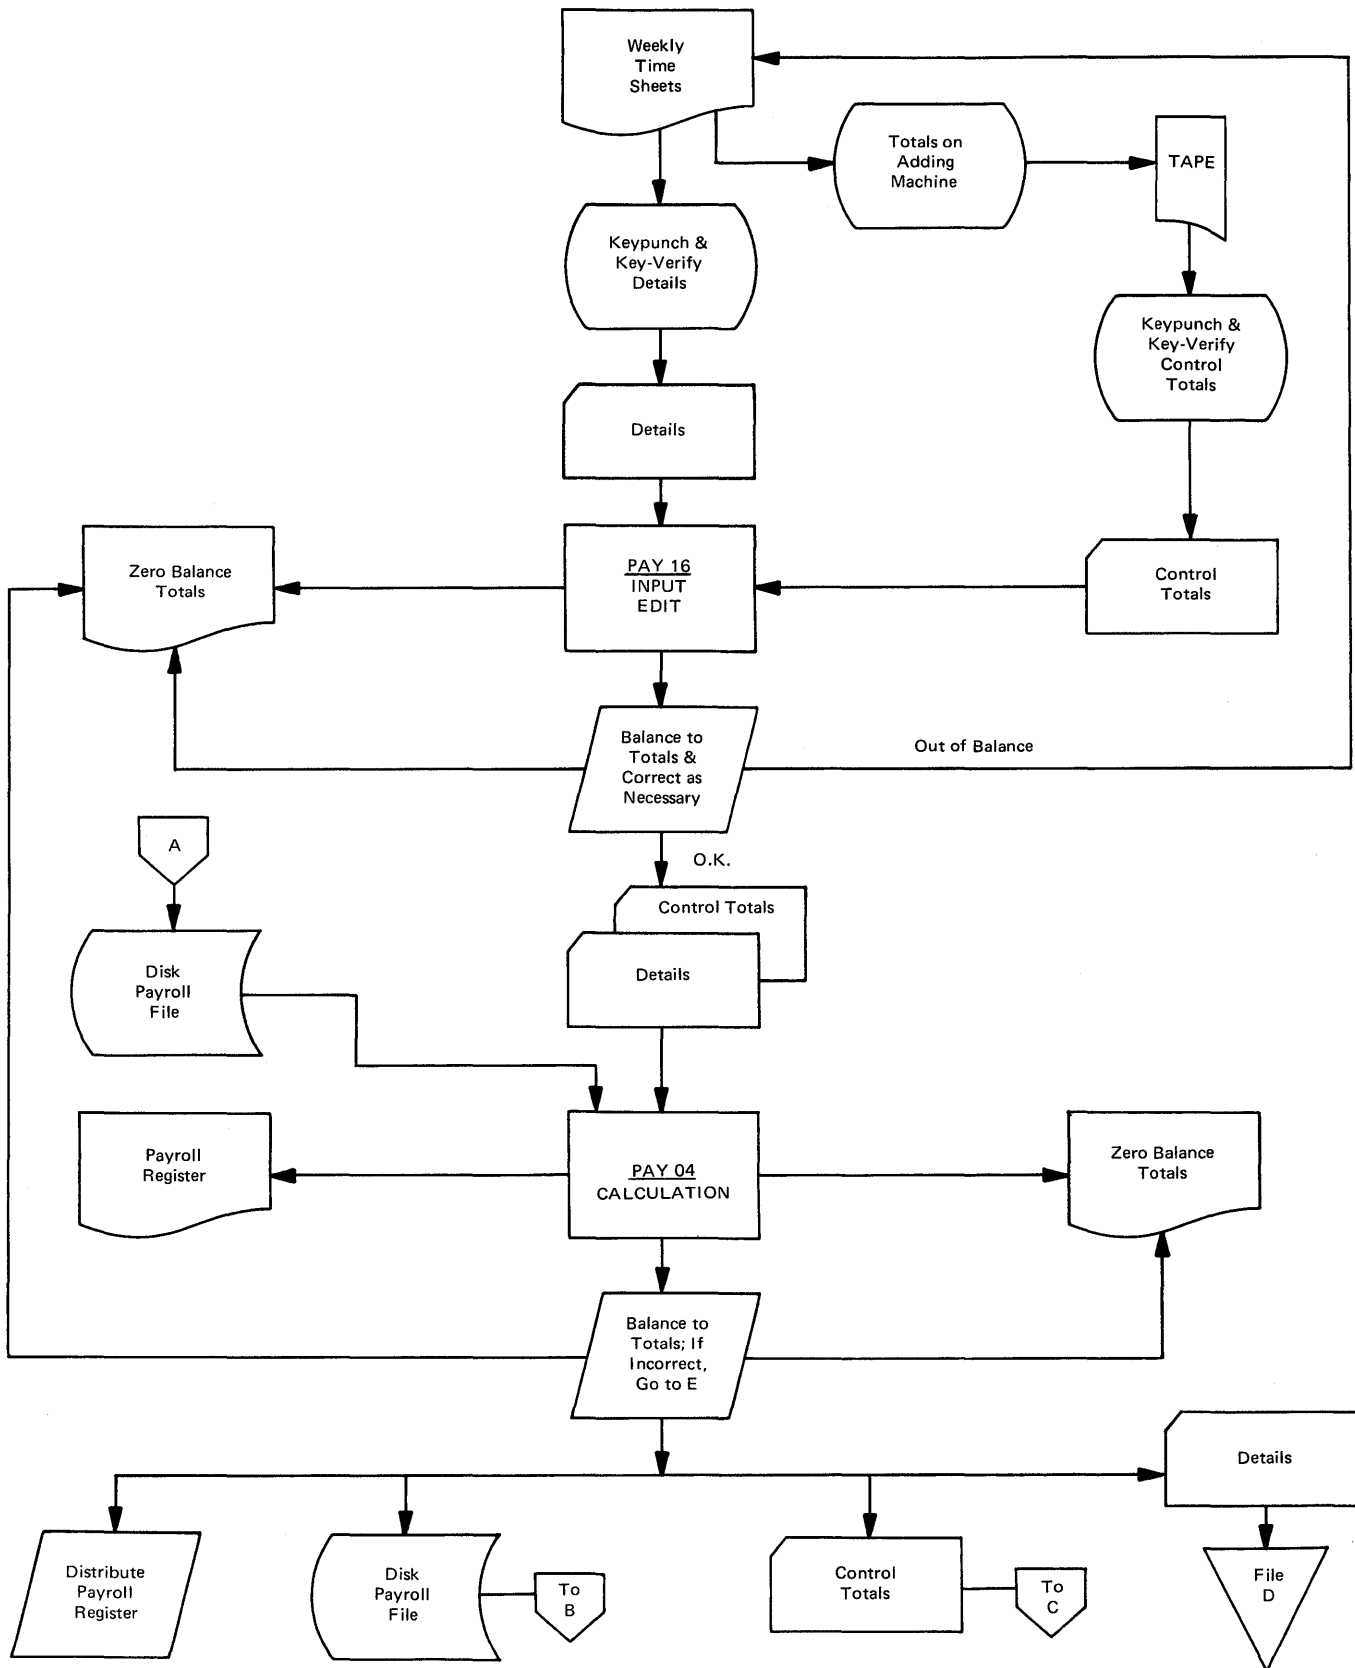 Weekly
Time
Sheets
Totals on
Adding
Machine
TAPE
Keypunch &
Key-Verify
Details
Keypunch &
Key-Verify
Control
Totals
Details
Zero Balance
Totals
PAY 16
INPUT
EDIT
Control
Totals
Balance to
Totals &
Correct as
Necessary
Out of Balance
A
O.K.
Control Totals
Disk
Payroll
File
Details
Payroll
Register
PAY 04
CALCULATION
Zero Balance
Totals
Balance to
Totals; If
Incorrect,
Go to E
Details
Distribute
Payroll
Register
Disk
Payroll
File
To
B
Control
Totals
To
C
File
D